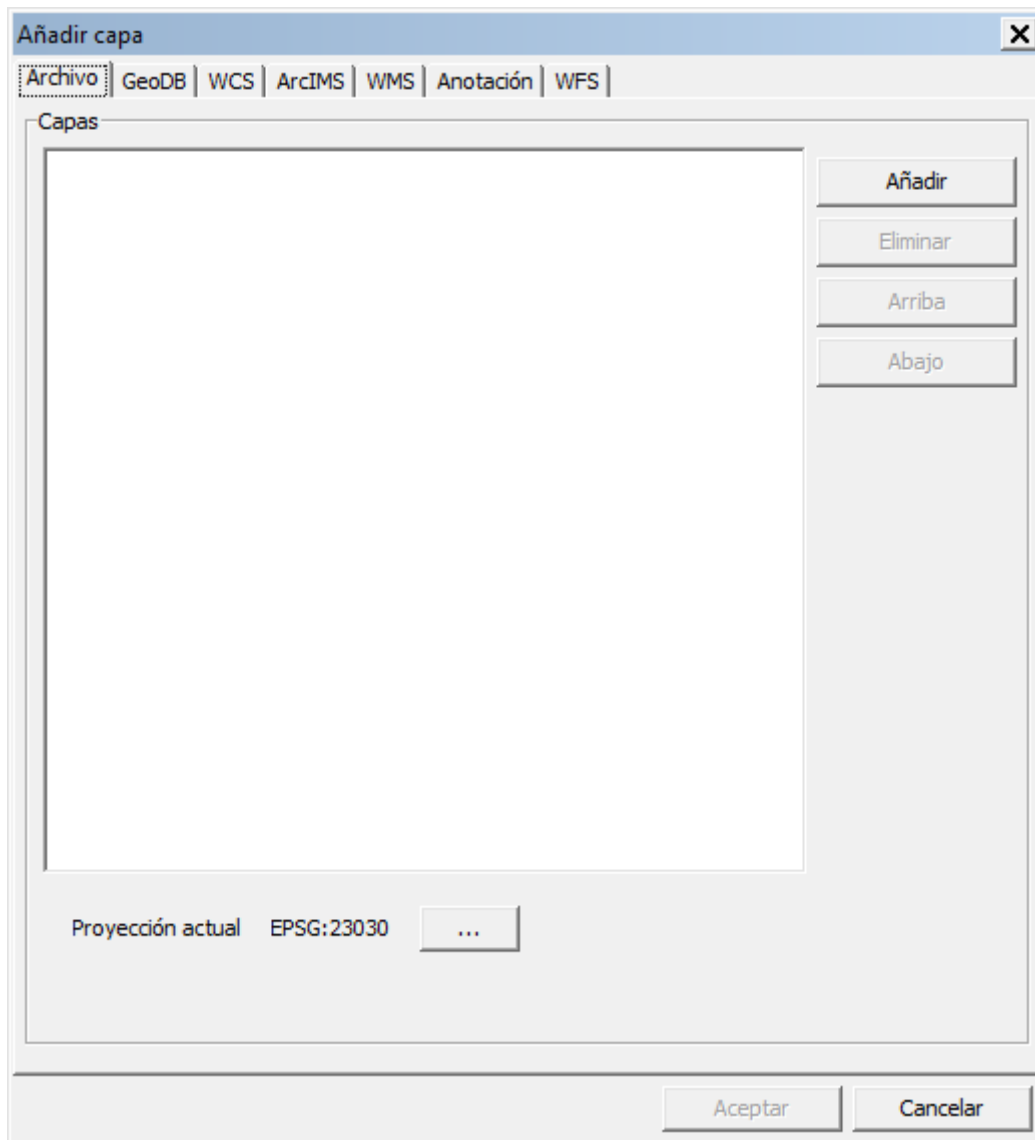 Añadir capa
Archivo GeoDB WCS ArcIMS WMS Anotación WFS
Capas
Añadir
Eliminar
Arriba
Abajo
Proyección actual EPSG:23030 ...
Aceptar Cancelar